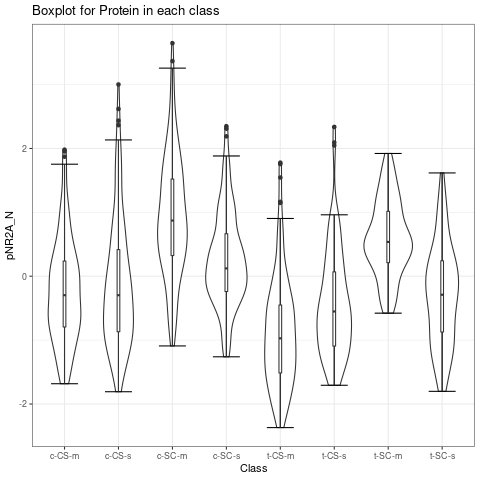 Boxplot for Protein in each class
pNR2A_N
2
0
-2
c-CS-m c-CS-s c-SC-m c-SC-s t-CS-m t-CS-s t-SC-m t-SC-s
Class